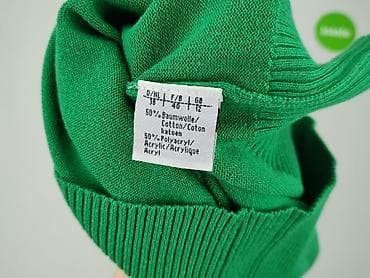 D/NL F/B GB
38 40 12
50% Baumwolle/
Cotton/Coton
katoen
50% Polyacryl/
Acrylic/Acrylique
Acryl